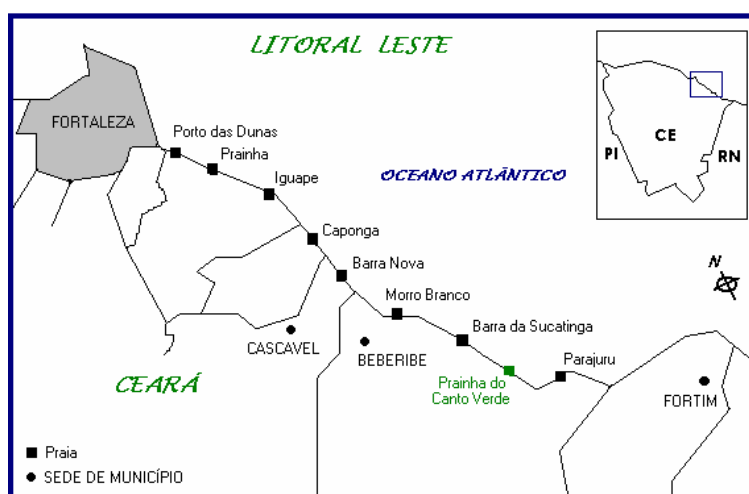 LITORAL LESTE
FORTALEZA
Porto das Dunas
Prainha
Iguape
OCEANO ATLÂNTICO
PI
CE
RN
Caponga
Barra Nova
N
Morro Branco
Barra da Sucatinga
CASCAVEL
BEBERIBE
Parajuru
CEARÁ
Prainha do
Canto Verde
FORTIM
Praia
SEDE DE MUNICÍPIO